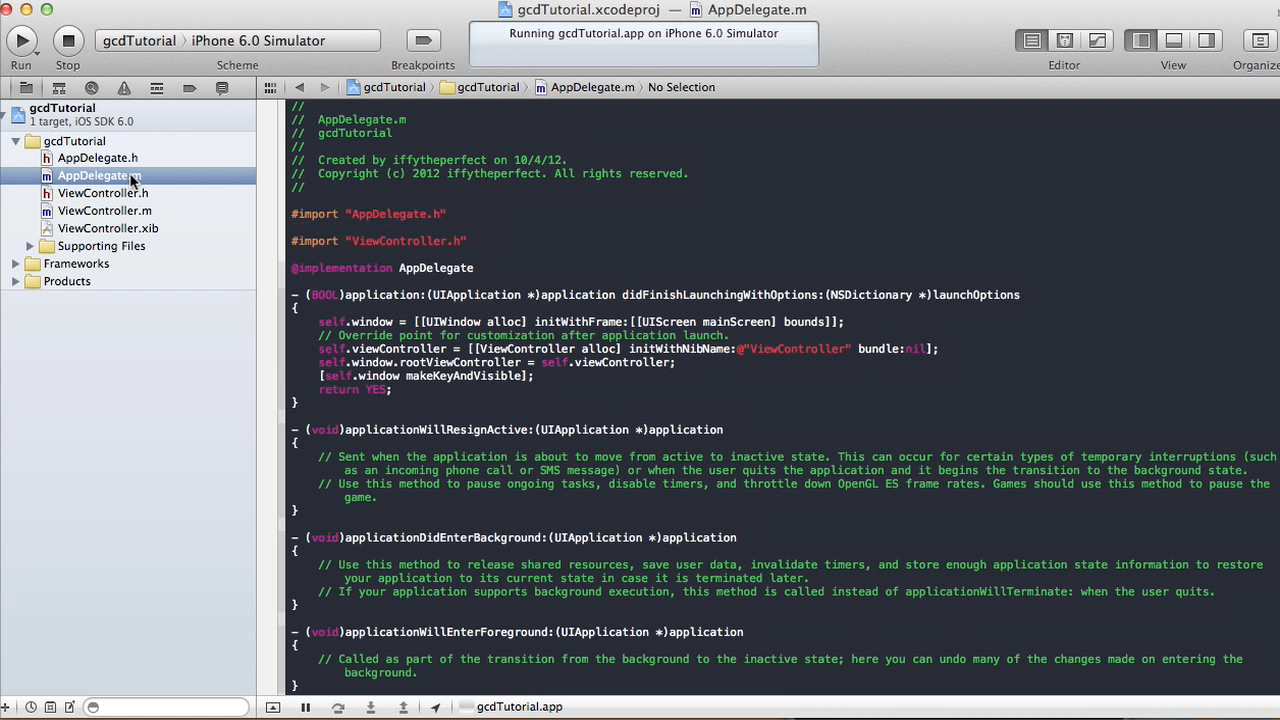 gcdTutorial.xcodeproj — AppDelegate.m
gcdTutorial iPhone 6.0 Simulator
Running gcdTutorial.app on iPhone 6.0 Simulator
Run Stop Scheme Breakpoints Editor View Organize
gcdTutorial gcdTutorial AppDelegate.m No Selection
gcdTutorial
1 target, iOS SDK 6.0
gcdTutorial
AppDelegate.h
AppDelegate.m
ViewController.h
ViewController.m
ViewController.xib
Supporting Files
Frameworks
Products
//
// AppDelegate.m
// gcdTutorial
//
// Created by iffytheperfect on 10/4/12.
// Copyright (c) 2012 iffytheperfect. All rights reserved.
//
#import "AppDelegate.h"
#import "ViewController.h"
@implementation AppDelegate
- (BOOL)application:(UIApplication *)application didFinishLaunchingWithOptions:(NSDictionary *)launchOptions
{
self.window = [[UIWindow alloc] initWithFrame:[[UIScreen mainScreen] bounds]];
// Override point for customization after application launch.
self.viewController = [[ViewController alloc] initWithNibName:@"ViewController" bundle:nil];
self.window.rootViewController = self.viewController;
[self.window makeKeyAndVisible];
return YES;
}
- (void)applicationWillResignActive:(UIApplication *)application
{
// Sent when the application is about to move from active to inactive state. This can occur for certain types of temporary interruptions (such
as an incoming phone call or SMS message) or when the user quits the application and it begins the transition to the background state.
// Use this method to pause ongoing tasks, disable timers, and throttle down OpenGL ES frame rates. Games should use this method to pause the
game.
}
- (void)applicationDidEnterBackground:(UIApplication *)application
{
// Use this method to release shared resources, save user data, invalidate timers, and store enough application state information to restore
your application to its current state in case it is terminated later.
// If your application supports background execution, this method is called instead of applicationWillTerminate: when the user quits.
}
- (void)applicationWillEnterForeground:(UIApplication *)application
{
// Called as part of the transition from the background to the inactive state; here you can undo many of the changes made on entering the
background.
}
gcdTutorial.app